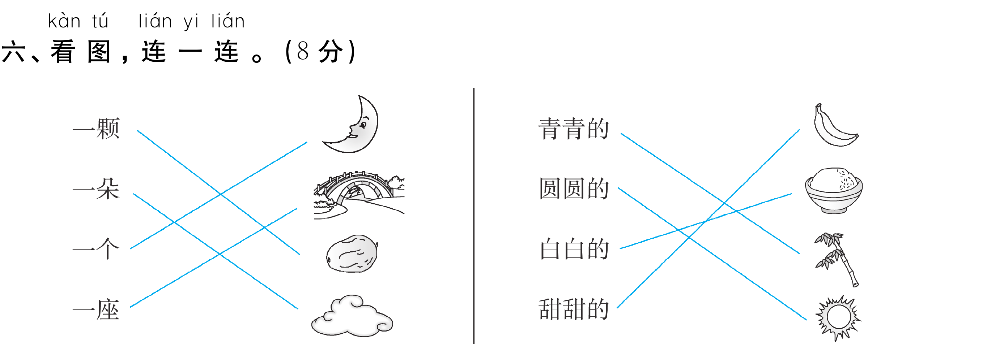 kàn tú lián yi lián
六、看图,连一连。(8分)
一颗
一朵
一个
一座
青青的
圆圆的
白白的
甜甜的